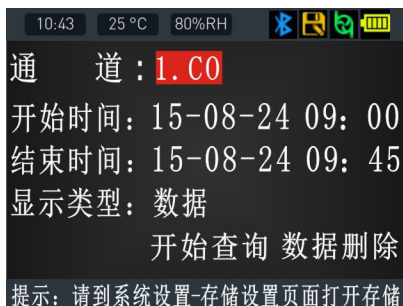 10:43 25 °C 80%RH
通 道：1.CO
开始时间：15-08-24 09：00
结束时间：15-08-24 09：45
显示类型：数据
开始查询 数据删除
提示：请到系统设置-存储设置页面打开存储